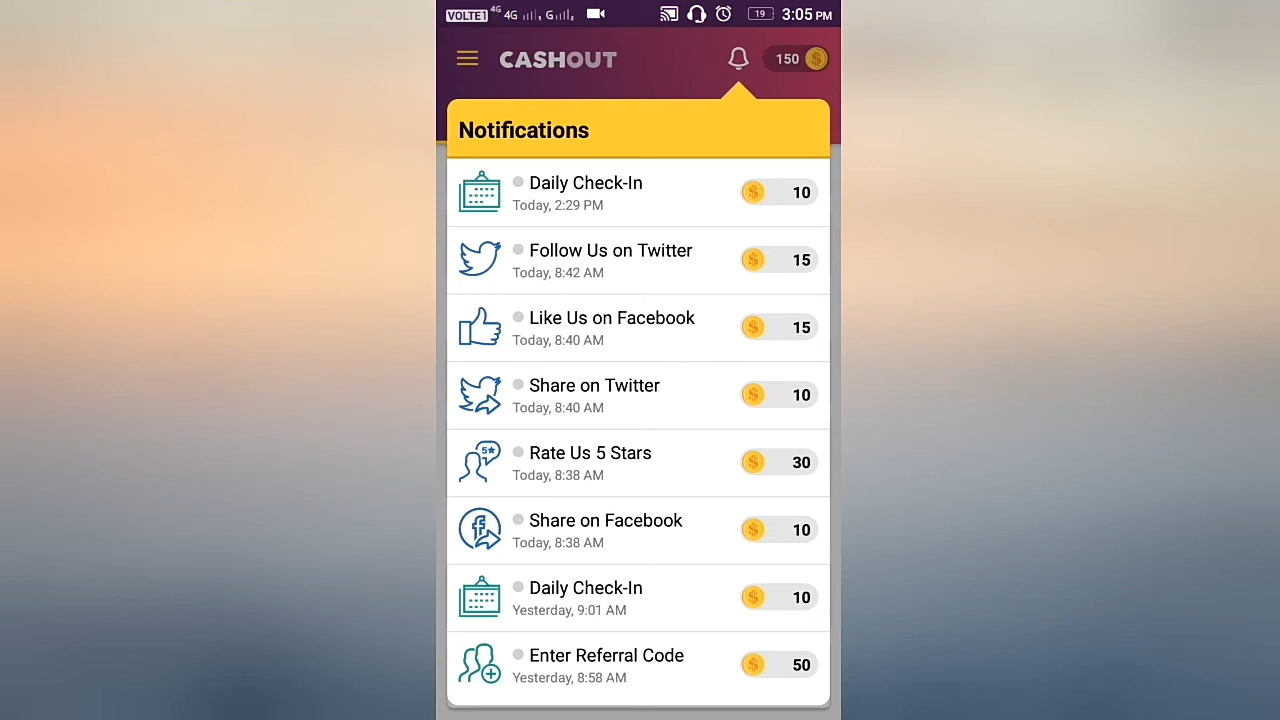 VOLTE1 4G 4G G 19 3:05 PM
CASHOUT 150
Notifications
Daily Check-In
Today, 2:29 PM
10
Follow Us on Twitter
Today, 8:42 AM
15
Like Us on Facebook
Today, 8:40 AM
15
Share on Twitter
Today, 8:40 AM
10
5★
Rate Us 5 Stars
Today, 8:38 AM
30
Share on Facebook
Today, 8:38 AM
10
Daily Check-In
Yesterday, 9:01 AM
10
Enter Referral Code
Yesterday, 8:58 AM
50